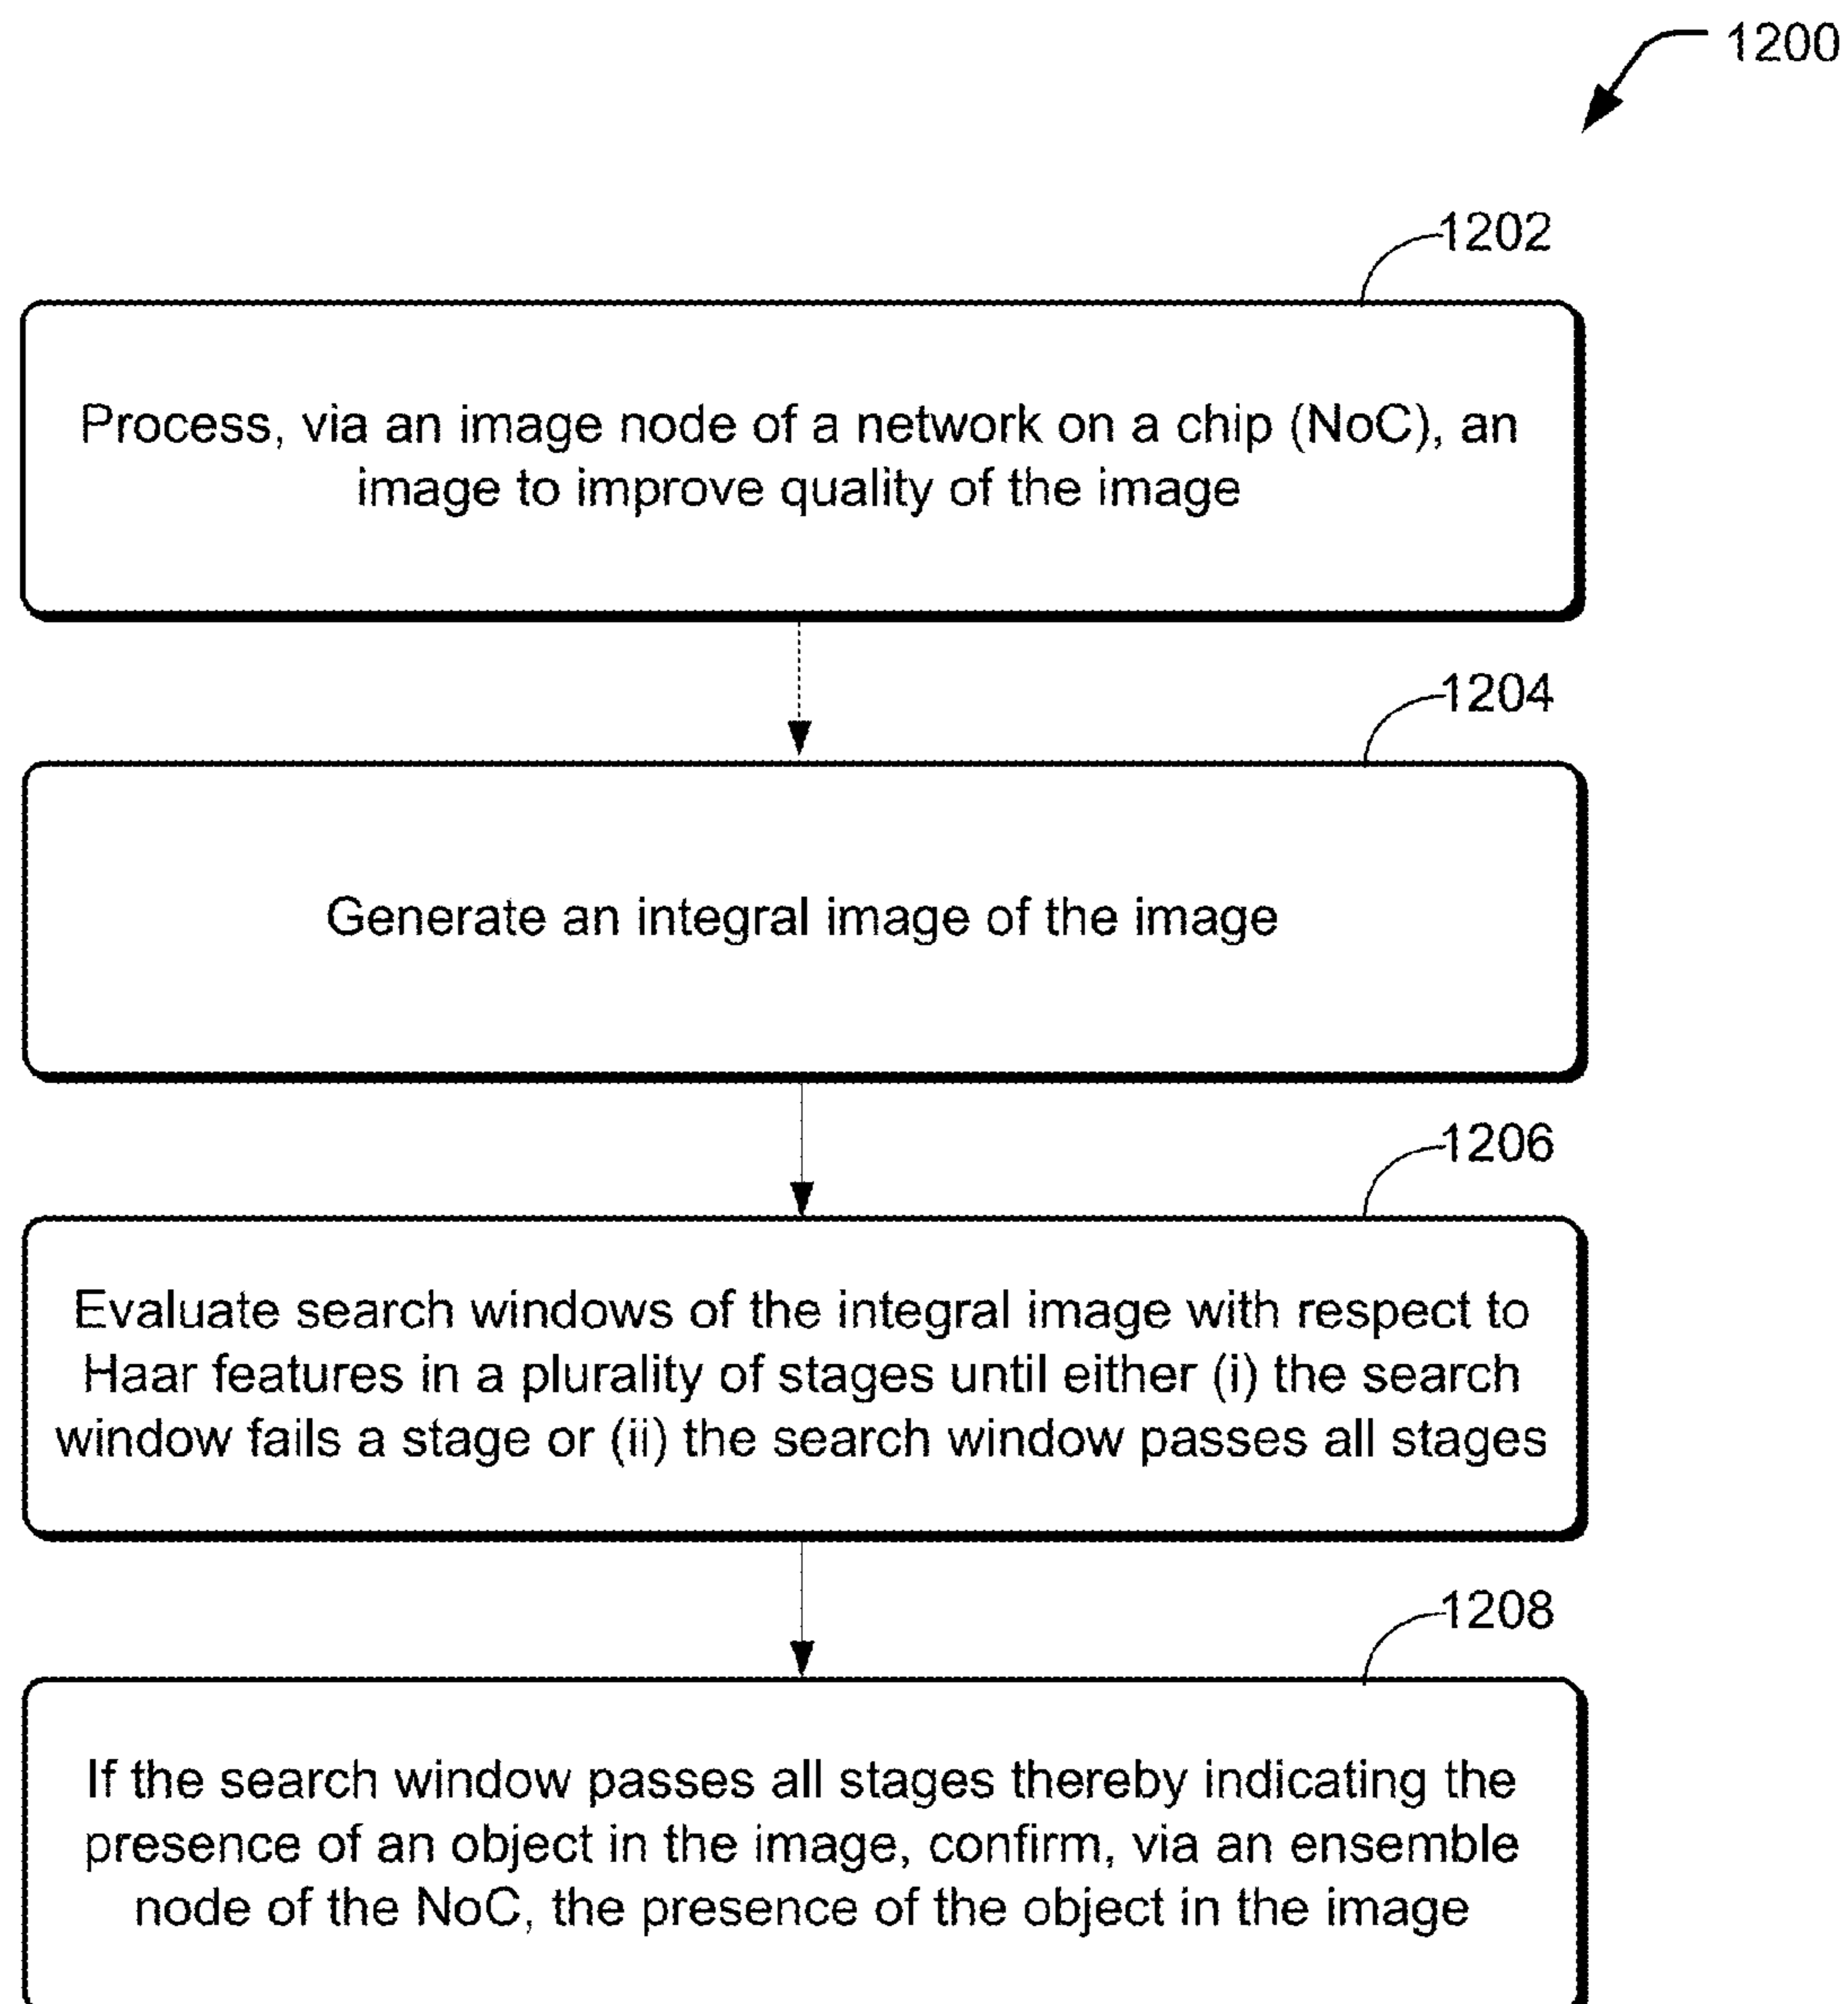 1200
1202
Process, via an image node of a network on a chip (NoC), an
image to improve quality of the image
1204
Generate an integral image of the image
1206
Evaluate search windows of the integral image with respect to
Haar features in a plurality of stages until either (i) the search
window fails a stage or (ii) the search window passes all stages
1208
If the search window passes all stages thereby indicating the
presence of an object in the image, confirm, via an ensemble
node of the NoC, the presence of the object in the image